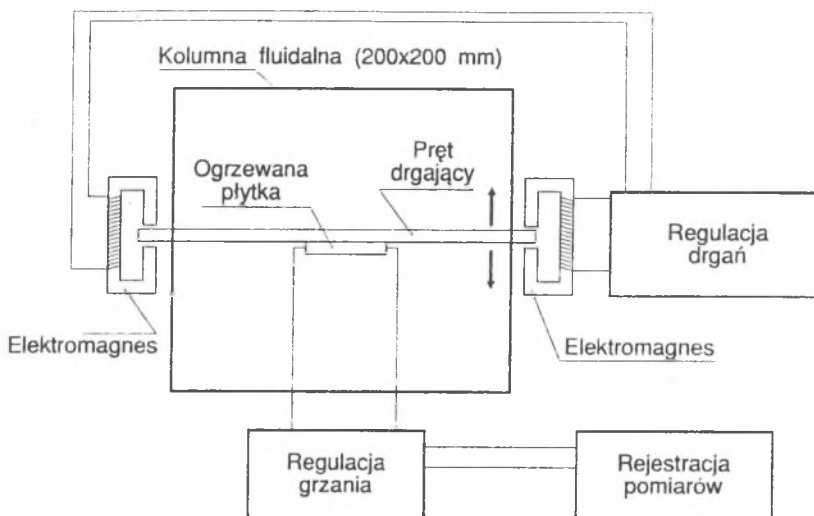 Kolumna fluidalna (200x200 mm)
Ogrzewana
płytka
Pręt
drgający
Regulacja
drgań
Elektromagnes
Elektromagnes
Regulacja
grzania
Rejestracja
pomiarów